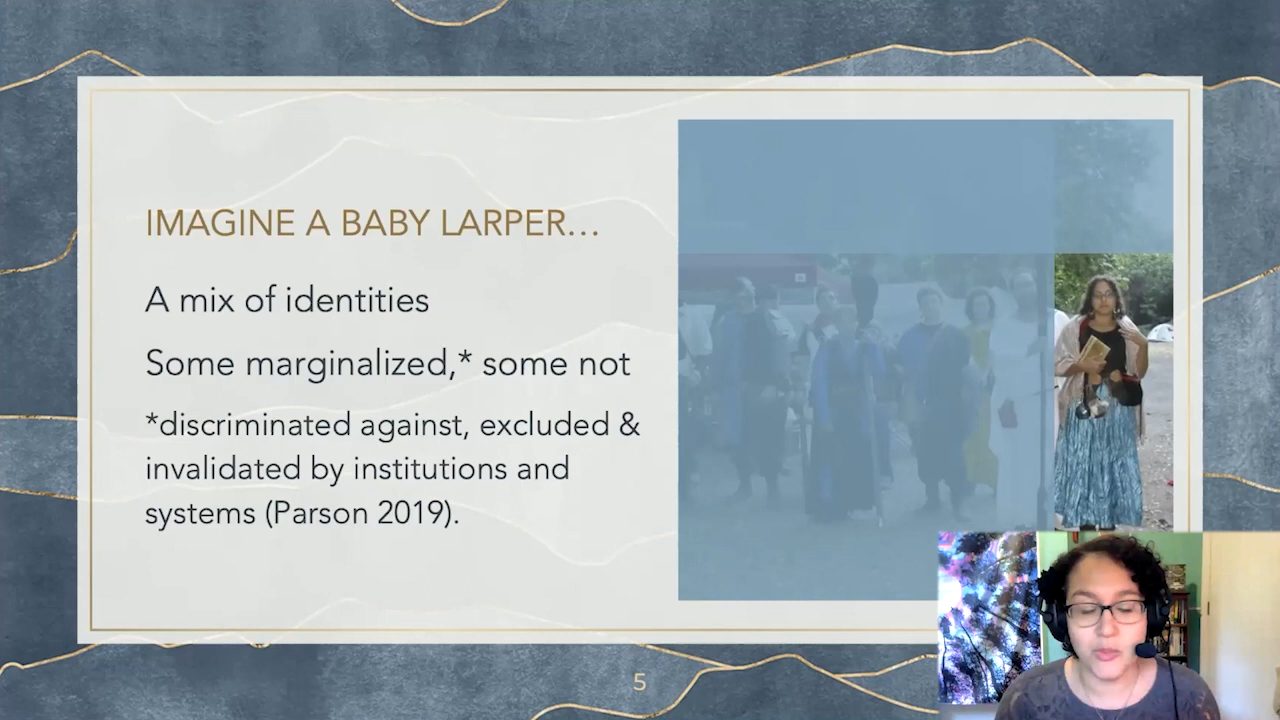 IMAGINE A BABY LARPER…
A mix of identities
Some marginalized,* some not
*discriminated against, excluded &
invalidated by institutions and
systems (Parson 2019).
5